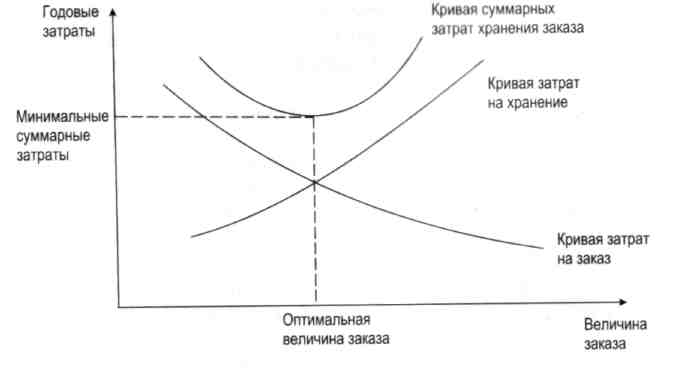 Годовые
затраты
Кривая суммарных
затрат хранения заказа
Кривая затрат
на хранение
Минимальные
суммарные
затраты
Кривая затрат
на заказ
Оптимальная
величина заказа
Величина
заказа